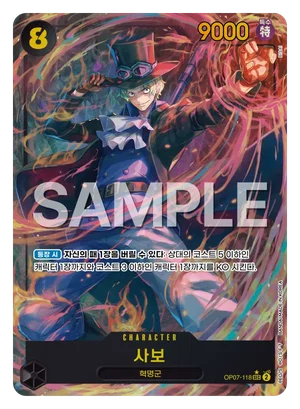 8
9000
특수
特
SAMPLE
등장 시 자신의 패 1장을 버릴 수 있다: 상대의 코스트 5 이하인
캐릭터 1장까지와 코스트 3 이하인 캐릭터 1장까지를 KO 시킨다.
CHARACTER
사보
혁명군
OP07-118 SEC
2